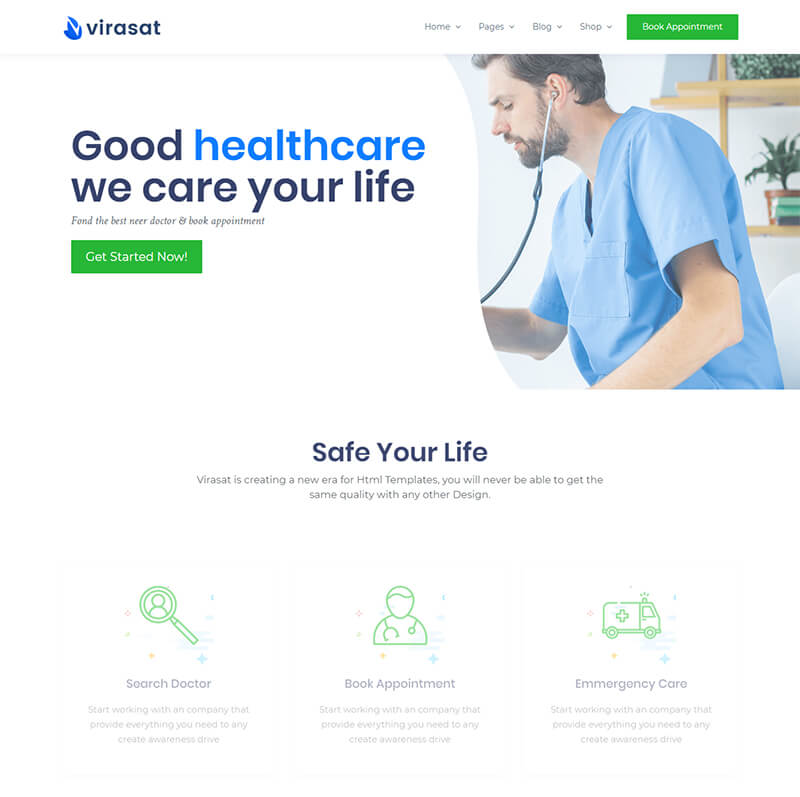 virasat
Home Pages Blog Shop Book Appointment
Good healthcare
we care your life
Fond the best neer doctor & book appointment
Get Started Now!
Safe Your Life
Virasat is creating a new era for Html Templates, you will never be able to get the
same quality with any other Design.
Search Doctor
Start working with an company that
provide everything you need to any
create awareness drive
Book Appointment
Start working with an company that
provide everything you need to any
create awareness drive
Emmergency Care
Start working with an company that
provide everything you need to any
create awareness drive